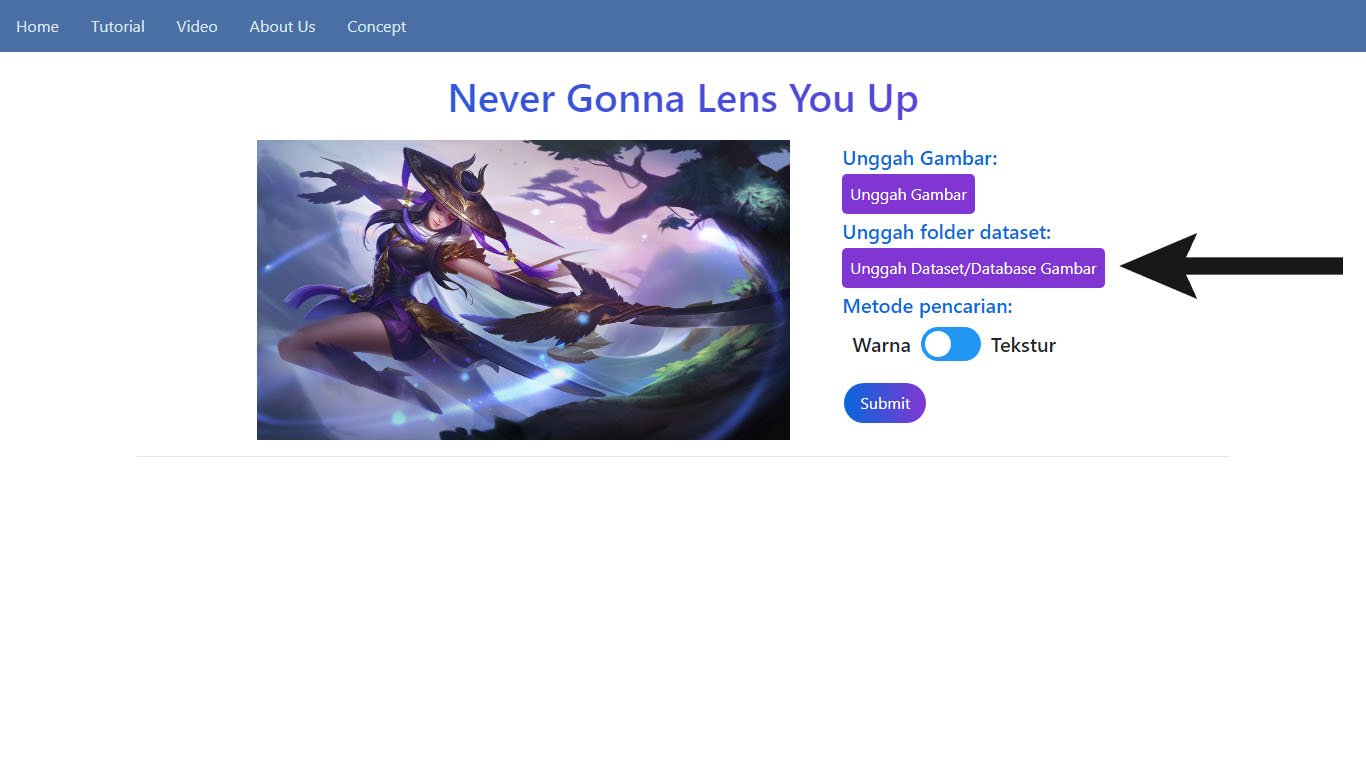 Home Tutorial Video About Us Concept
Never Gonna Lens You Up
Unggah Gambar:
Unggah Gambar
Unggah folder dataset:
Unggah Dataset/Database Gambar
Metode pencarian:
Warna Tekstur
Submit